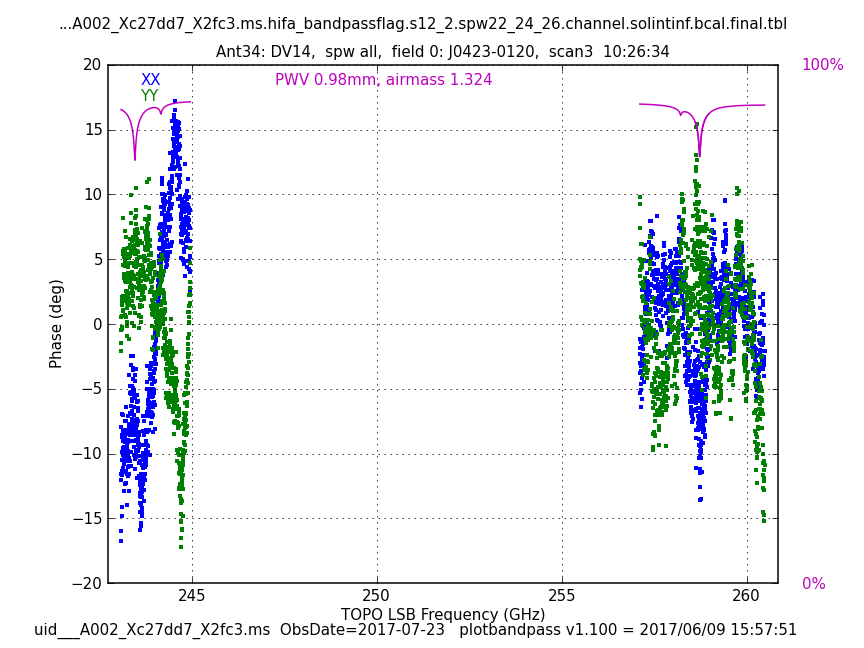 ...A002_Xc27dd7_X2fc3.ms.hifa_bandpassflag.s12_2.spw22_24_26.channel.solintinf.bcal.final.tbl
Ant34: DV14,  spw all,  field 0: J0423-0120,  scan3  10:26:34
20
XX
PWV 0.98mm, airmass 1.324
100%
YY
15
10
5
0
Phase (deg)
−5
−10
−15
−20
0%
245
250
255
260
TOPO LSB Frequency (GHz)
uid___A002_Xc27dd7_X2fc3.ms  ObsDate=2017-07-23   plotbandpass v1.100 = 2017/06/09 15:57:51